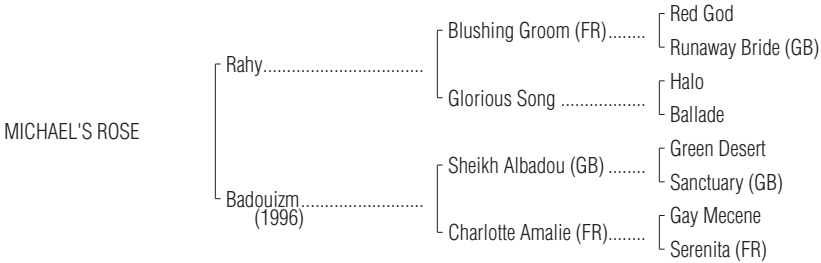 Red God
Blushing Groom (FR)........
Runaway Bride (GB)
Rahy..................................
Halo
Glorious Song ..................
Ballade
MICHAEL'S ROSE
Green Desert
Sheikh Albadou (GB) ........
Sanctuary (GB)
Badouizm..........................
(1996)
Gay Mecene
Charlotte Amalie (FR)........
Serenita (FR)